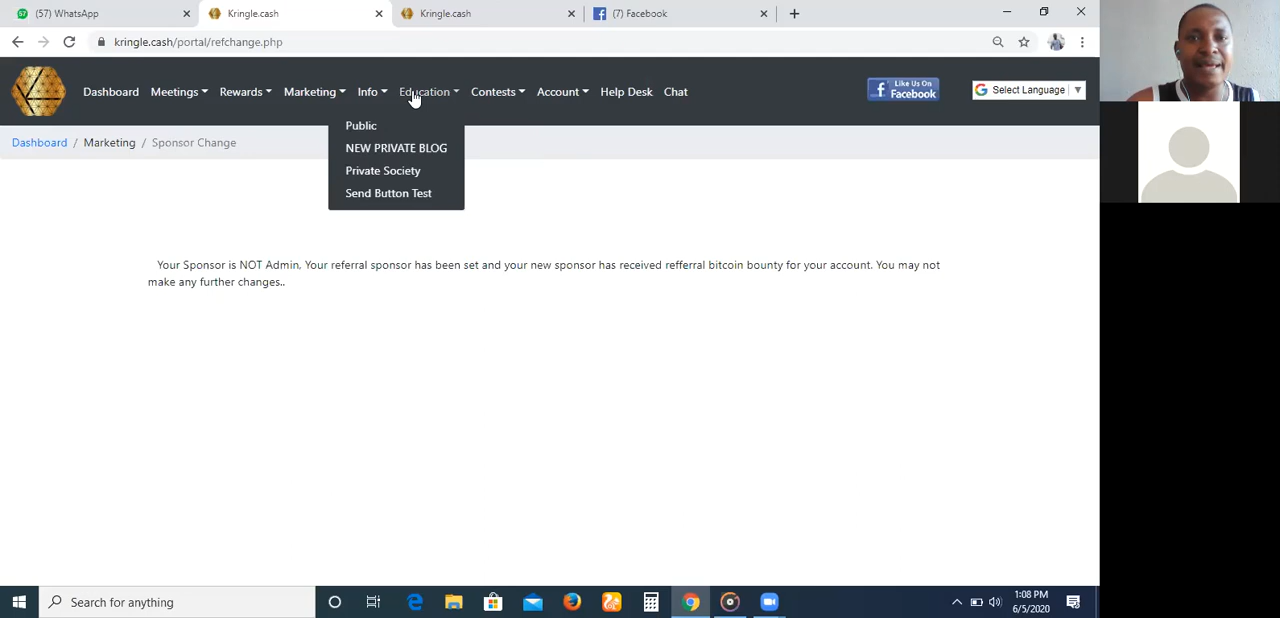 (57) WhatsApp
Kringle.cash
Kringle.cash
(7) Facebook
kringle.cash/portal/refchange.php
Dashboard Meetings Rewards Marketing Info Education Contests Account Help Desk Chat
Like Us On Facebook
Select Language
Dashboard / Marketing / Sponsor Change
Public
NEW PRIVATE BLOG
Private Society
Send Button Test
Your Sponsor is NOT Admin, Your referral sponsor has been set and your new sponsor has received refferral bitcoin bounty for your account. You may not
make any further changes..
Search for anything
1:08 PM
6/5/2020